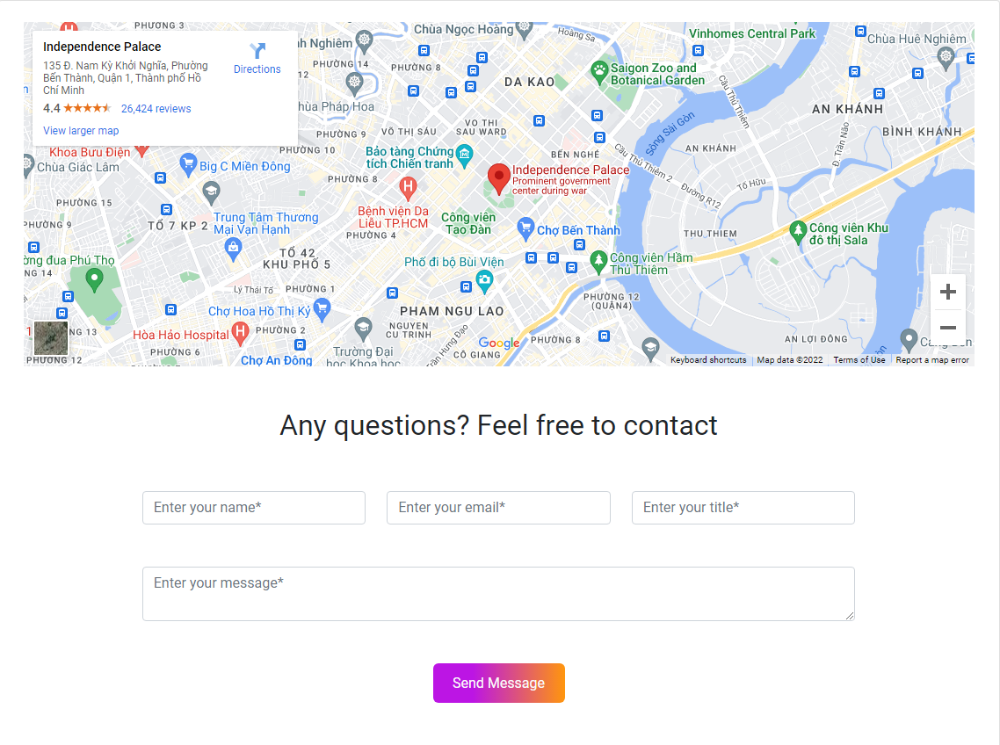 Independence Palace
135 Đ. Nam Kỳ Khởi Nghĩa, Phường
Bến Thành, Quận 1, Thành phố Hồ
Chí Minh
4.4
26,424 reviews
View larger map
Directions
PHƯỜNG 3
Chùa Ngọc Hoàng
Hoàng Sa
Vinhomes Central Park
Chùa Huê Nghiêm
PHƯỜNG 14
PHƯỜNG 8
Saigon Zoo and
Botanical Garden
DA KAO
Cầu Thủ Thiêm
Chùa Pháp Hoa
AN KHÁNH
VO THI
SAU WARD
VÕ THỊ SÁU
PHƯỜNG 9
Sông Sài Gòn
Đ. Trần Não
BÌNH KHÁNH
PHƯỜNG 10
Khoa Bưu Điện
Bảo tàng Chứng
tích Chiến tranh
BẾN NGHÉ
AN KHÁNH
Cầu Thủ Thiêm 2
Chùa Giác Lâm
Big C Miền Đông
Independence Palace
Prominent government
center during war
Tố Hữu
Đường R12
PHƯỜNG 15
Bệnh viện Da
Liễu TP.HCM
Công viên
Tao Đàn
Trung Tâm Thương
Mại Vạn Hạnh
TỔ 7 KP 2
PHƯỜNG 9
PHƯỜNG 4
Chợ Bến Thành
THU THIEM
Công viên Khu
đô thị Sala
TỔ 42
KHU PHỐ 5
Phố đi bộ Bùi Viện
Công viên Hầm
Thủ Thiêm
Lý Thái Tổ
PHƯỜNG 1
PHƯỜNG 12
(QUẬN4)
Chợ Hoa Hồ Thị Kỷ
PHAM NGU LAO
NGUYEN
CU TRINH
Hòa Hảo Hospital
PHƯỜNG 2
Trần Hưng Đạo
Google
PHƯỜNG 8
AN LỢI ĐÔNG
PHƯỜNG 6
CÔ GIANG
PHƯỜNG 12
Chợ An Đông
Trường Đại
học Khoa học
Keyboard shortcuts
Map data ©2022
Terms of Use
Report a map error
Any questions? Feel free to contact
Enter your name*
Enter your email*
Enter your title*
Enter your message*
Send Message